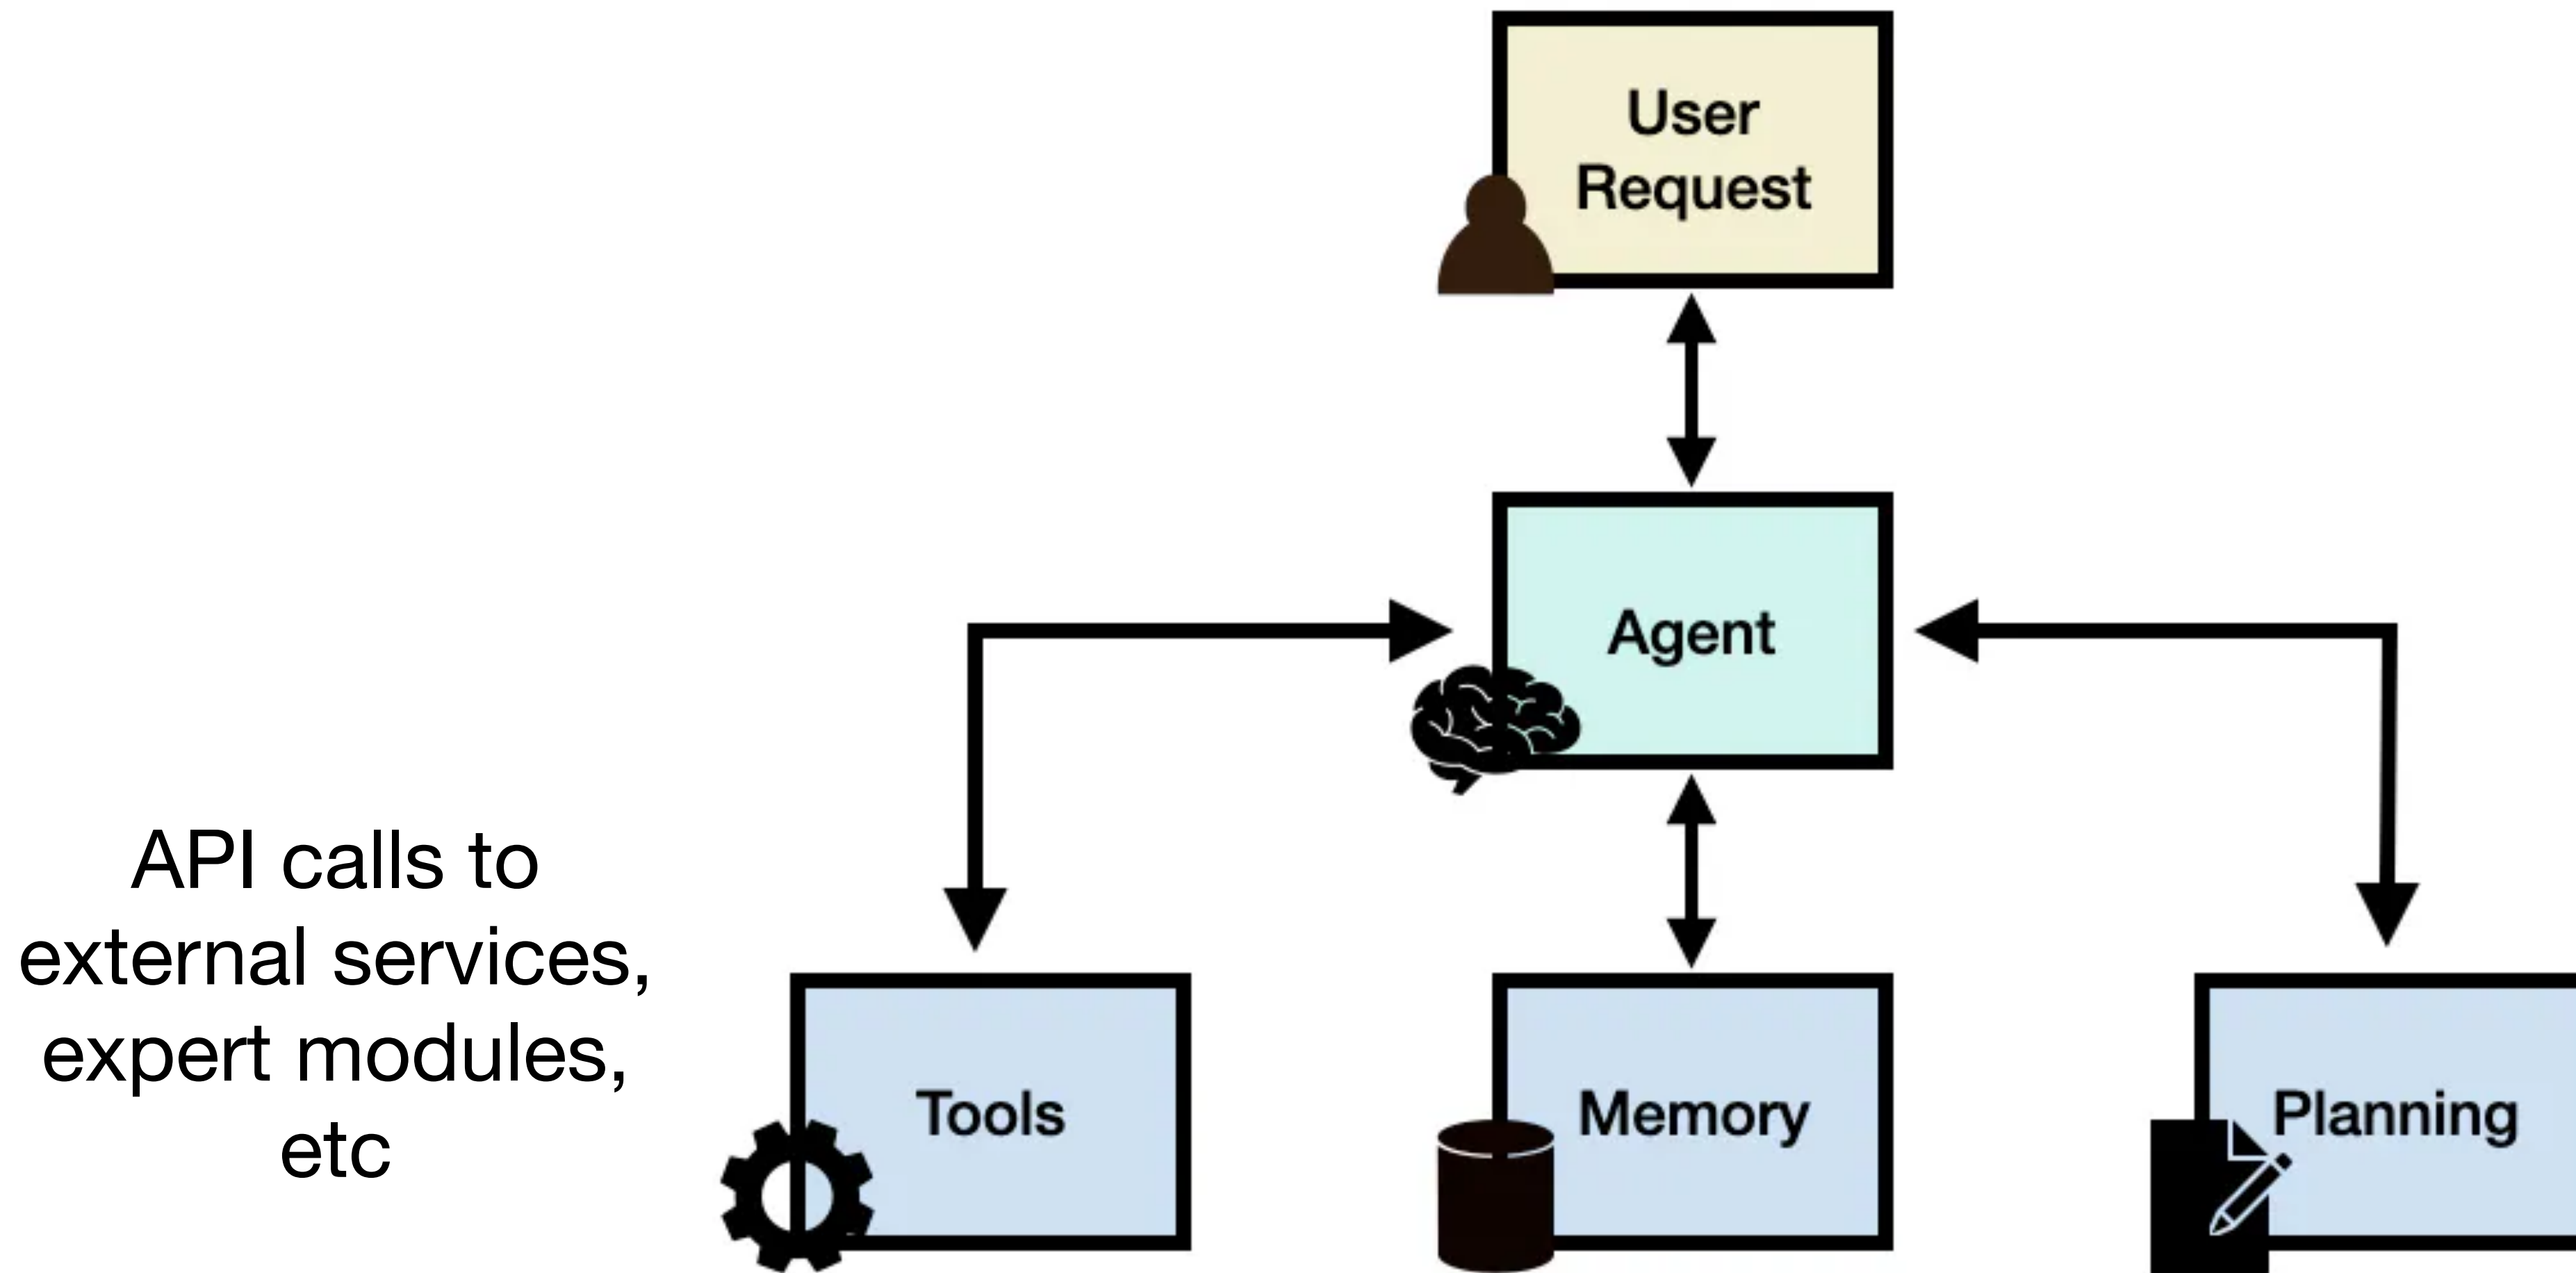 User
Request
Agent
API calls to
external services,
expert modules,
etc
Tools
Memory
Planning